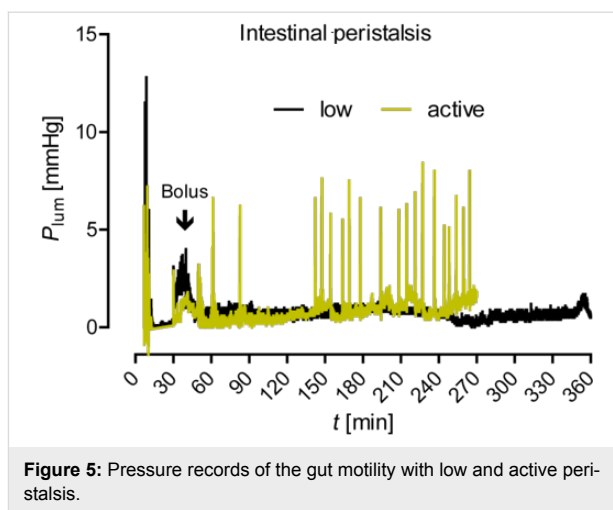 Intestinal peristalsis
low active
Bolus
P lum [mmHg]
15
10
5
0
0 30 60 90 120 150 180 210 240 270 300 330 360
t [min]
Figure 5: Pressure records of the gut motility with low and active peri-
stalsis.